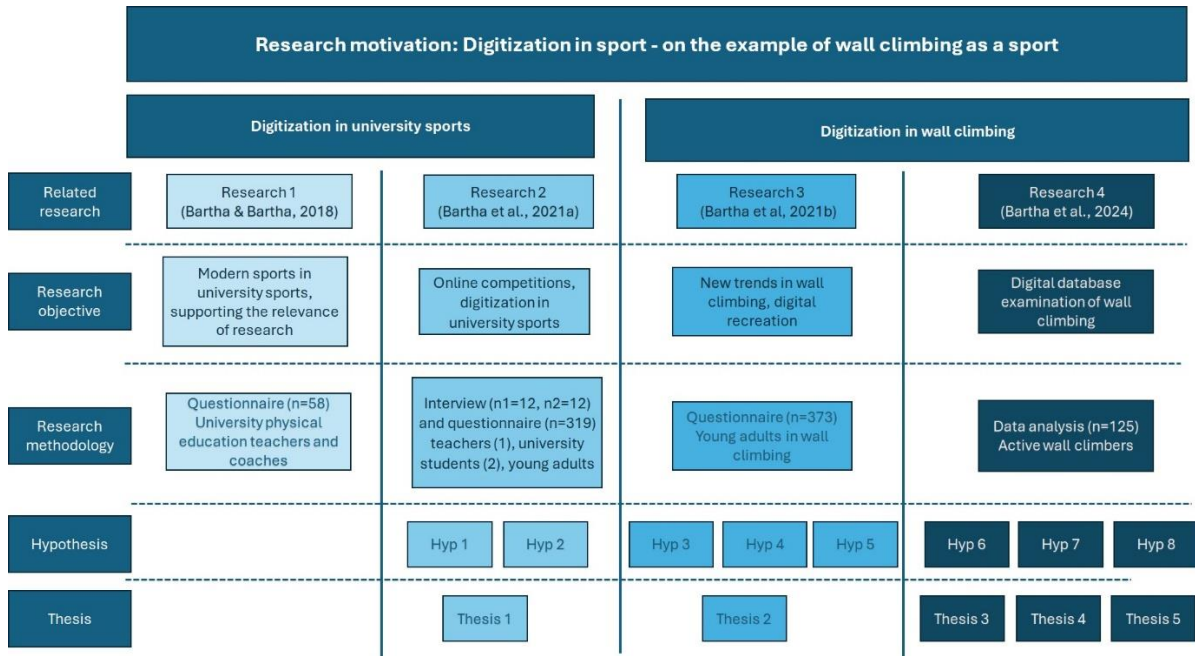 Research motivation: Digitization in sport - on the example of wall climbing as a sport
Digitization in university sports
Digitization in wall climbing
Related
research
Research 1
(Bartha & Bartha, 2018)
Research 2
(Bartha et al., 2021a)
Research 3
(Bartha et al, 2021b)
Research 4
(Bartha et al., 2024)
Research
objective
Modern sports in
university sports,
supporting the relevance
of research
Online competitions,
digitization in
university sports
New trends in wall
climbing, digital
recreation
Digital database
examination of wall
climbing
Research
methodology
Questionnaire (n=58)
University physical
education teachers and
coaches
Interview (n1=12, n2=12)
and questionnaire (n=319)
teachers (1), university
students (2), young adults
Questionnaire (n=373)
Young adults in wall
climbing
Data analysis (n=125)
Active wall climbers
Hypothesis
Hyp 1
Hyp 2
Hyp 3
Hyp 4
Hyp 5
Hyp 6
Hyp 7
Hyp 8
Thesis
Thesis 1
Thesis 2
Thesis 3
Thesis 4
Thesis 5